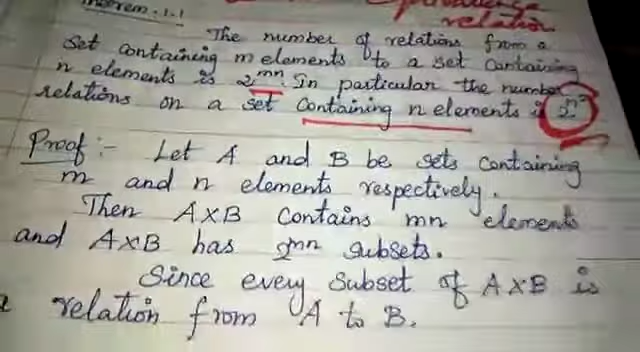 Theorem:1.1
relation
The number of relations from a
set containing m elements to a set containing
n elements is 2^mn. In particular the number
relations on a set containing n elements is 2^n²
Proof:- Let A and B be sets containing
m and n elements respectively.
Then A×B contains mn elements
and A×B has 2^mn subsets.
Since every subset of A×B is
relation from A to B.